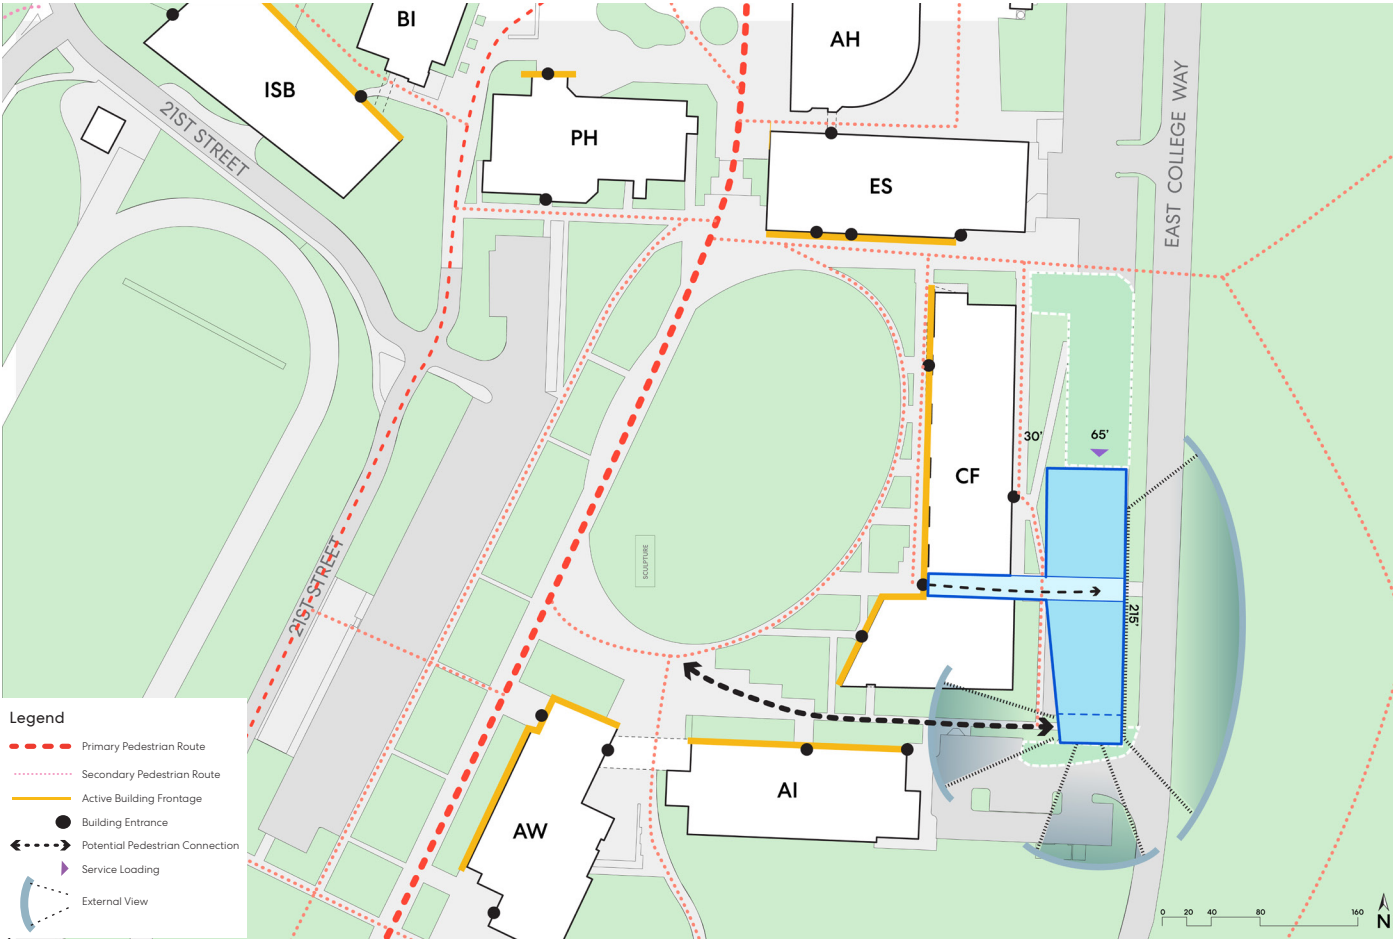 BI
AH
ISB
21ST STREET
PH
ES
EAST COLLEGE WAY
30'
65'
CF
SCULPTURE
21ST STREET
215'
AI
AW
Legend
Primary Pedestrian Route
Secondary Pedestrian Route
Active Building Frontage
Building Entrance
Potential Pedestrian Connection
Service Loading
External View
0 20 40 80 160
N